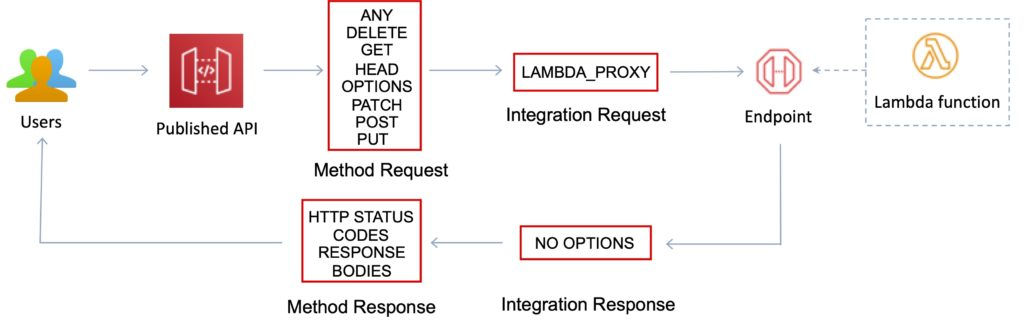 Users
Published API
ANY
DELETE
GET
HEAD
OPTIONS
PATCH
POST
PUT
Method Request
LAMBDA_PROXY
Integration Request
Endpoint
Lambda function
HTTP STATUS
CODES
RESPONSE
BODIES
Method Response
NO OPTIONS
Integration Response